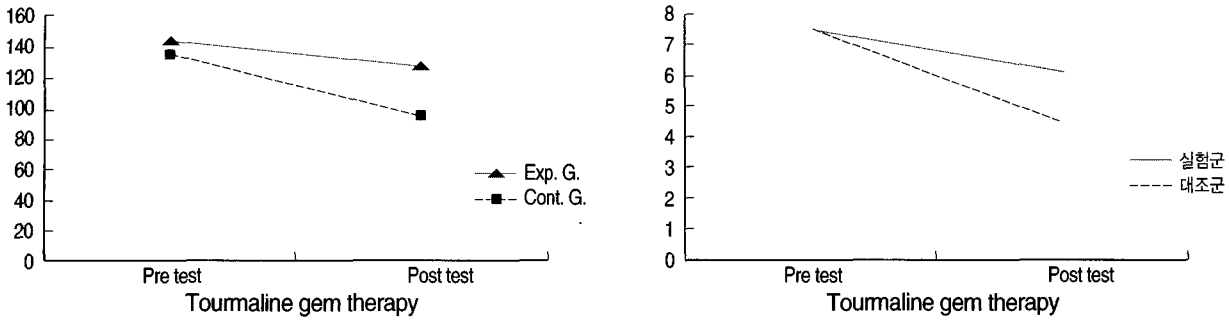 160
140
120
100
80
60
40
20
0
Exp. G.
Cont. G.
Pre test
Post test
Tourmaline gem therapy
8
7
6
5
4
3
2
1
0
실험군
대조군
Pre test
Post test
Tourmaline gem therapy